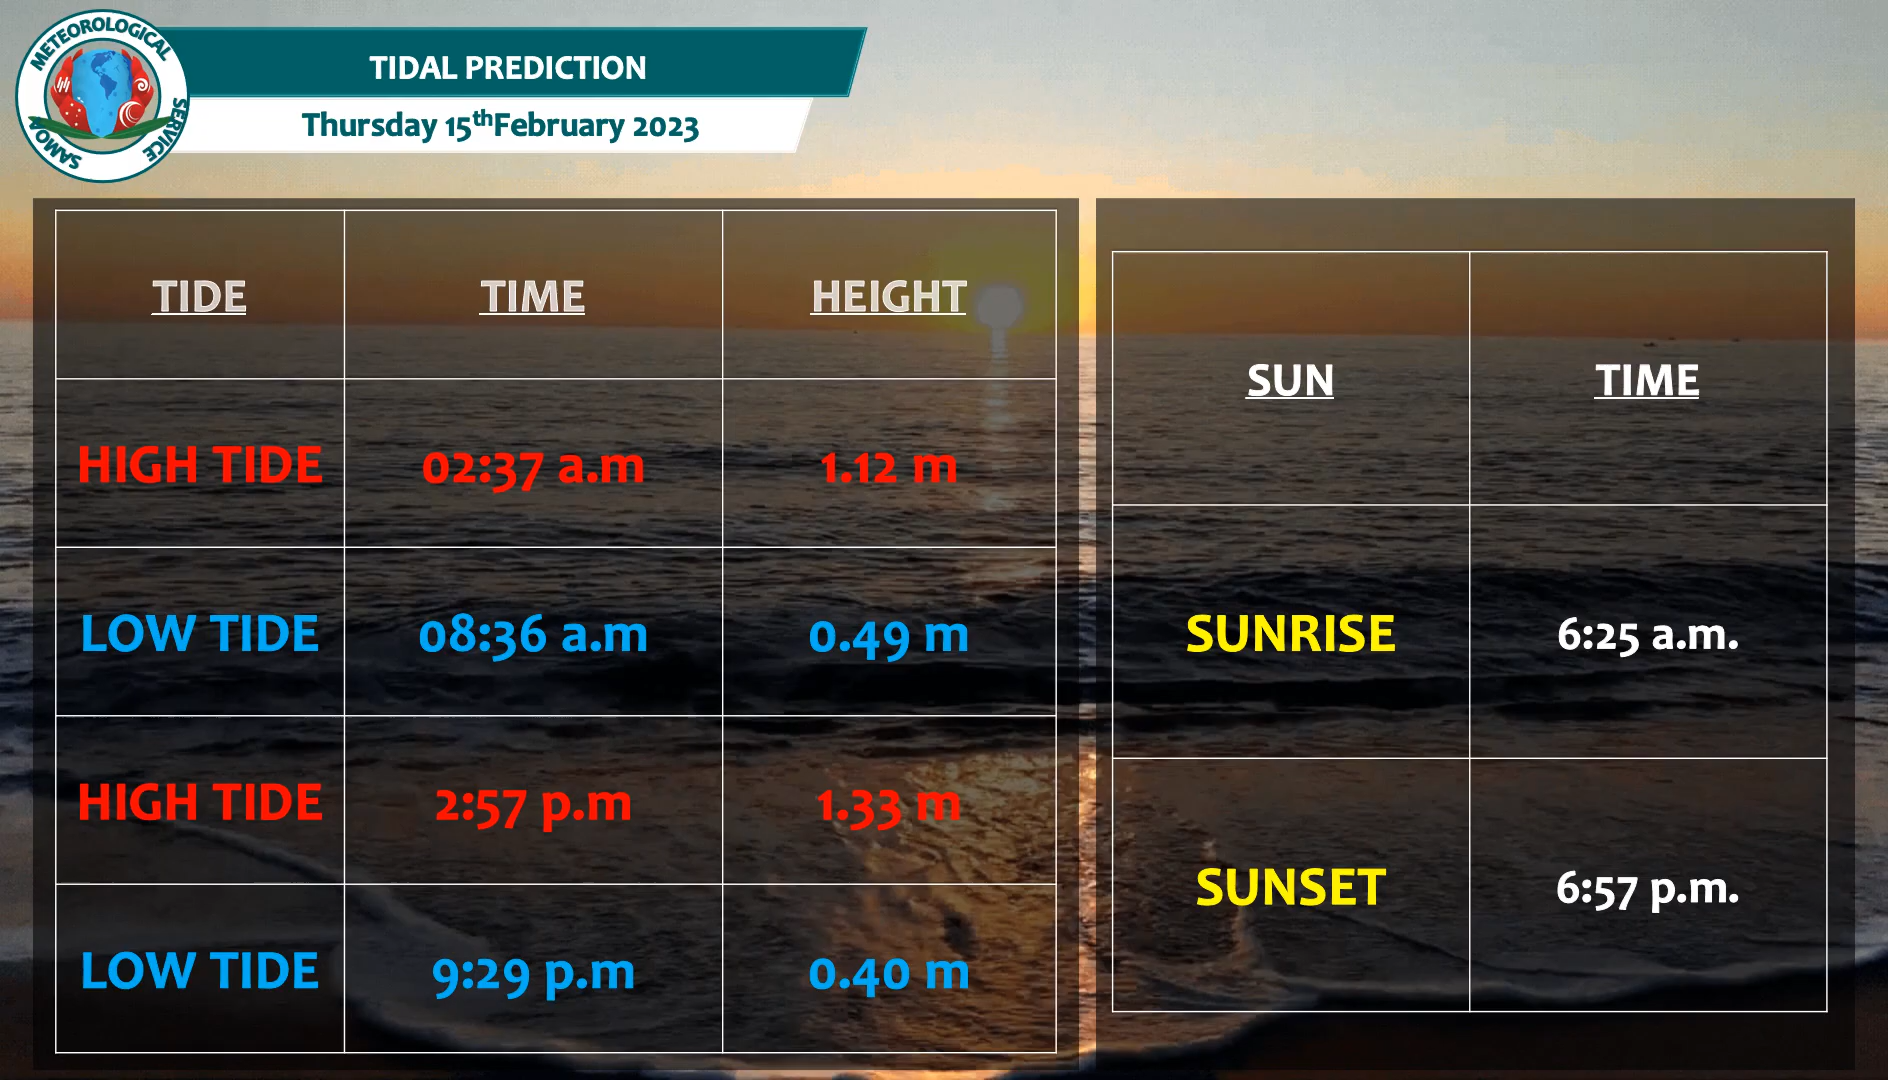 METEOROLOGICAL
SERVICE
SAMOA
TIDAL PREDICTION
Thursday 15thFebruary 2023
TIDE TIME HEIGHT
HIGH TIDE 02:37 a.m 1.12 m
LOW TIDE 08:36 a.m 0.49 m
HIGH TIDE 2:57 p.m 1.33 m
LOW TIDE 9:29 p.m 0.40 m
SUN TIME
SUNRISE 6:25 a.m.
SUNSET 6:57 p.m.